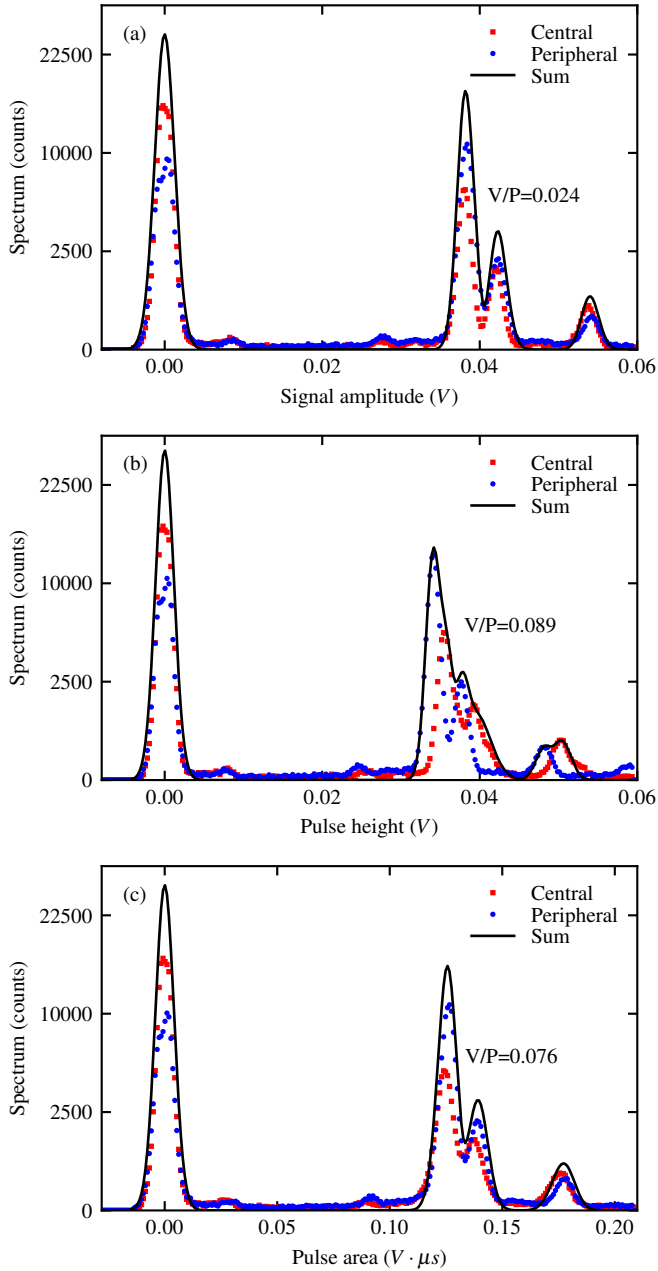 (a)
Central
Peripheral
Sum
22500
10000
2500
0
Spectrum (counts)
V/P=0.024
0.00 0.02 0.04 0.06
Signal amplitude (V)
(b)
Central
Peripheral
Sum
22500
10000
2500
0
Spectrum (counts)
V/P=0.089
0.00 0.02 0.04 0.06
Pulse height (V)
(c)
Central
Peripheral
Sum
22500
10000
2500
0
Spectrum (counts)
V/P=0.076
0.00 0.05 0.10 0.15 0.20
Pulse area (V · μs)